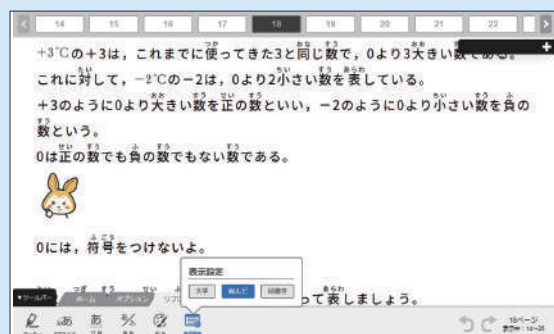 14 15 16 17 18 19 20 21 22
+3℃の+3は，これまでに使ってきた3と同じ数で，0より3大きい数である。
これに対して，−2℃の−2は，0より2小さい数を表している。
+3のように0より大きい数を正の数といい，−2のように0より小さい数を負の
数という。
0は正の数でも負の数でもない数である。
0には，符号をつけないよ。
表示設定
太字
って表しましょう。
▼ツールバー ホーム オプション
18ページ